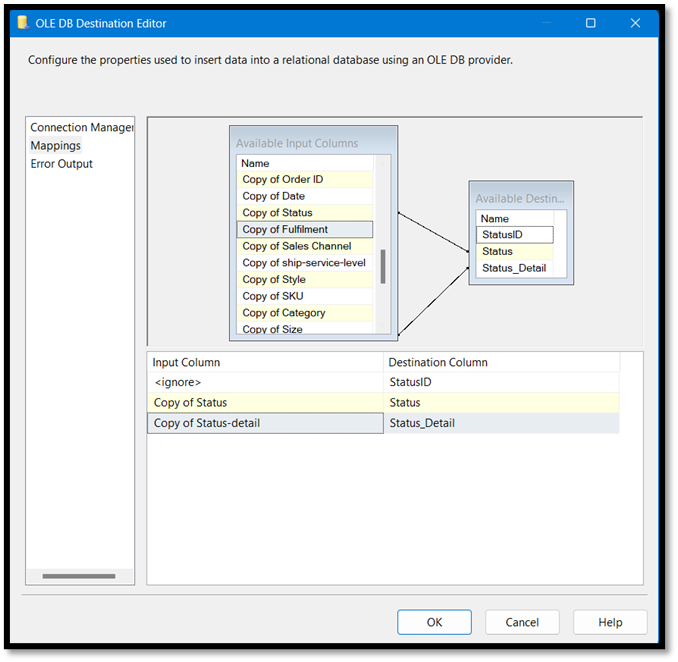 OLE DB Destination Editor
Configure the properties used to insert data into a relational database using an OLE DB provider.
Connection Manager
Mappings
Error Output
Available Input Columns
Name
Copy of Order ID
Copy of Date
Copy of Status
Copy of Fulfilment
Copy of Sales Channel
Copy of ship-service-level
Copy of Style
Copy of SKU
Copy of Category
Copy of Size
Available Destin...
Name
StatusID
Status
Status_Detail
Input Column Destination Column
<ignore> StatusID
Copy of Status Status
Copy of Status-detail Status_Detail
OK Cancel Help